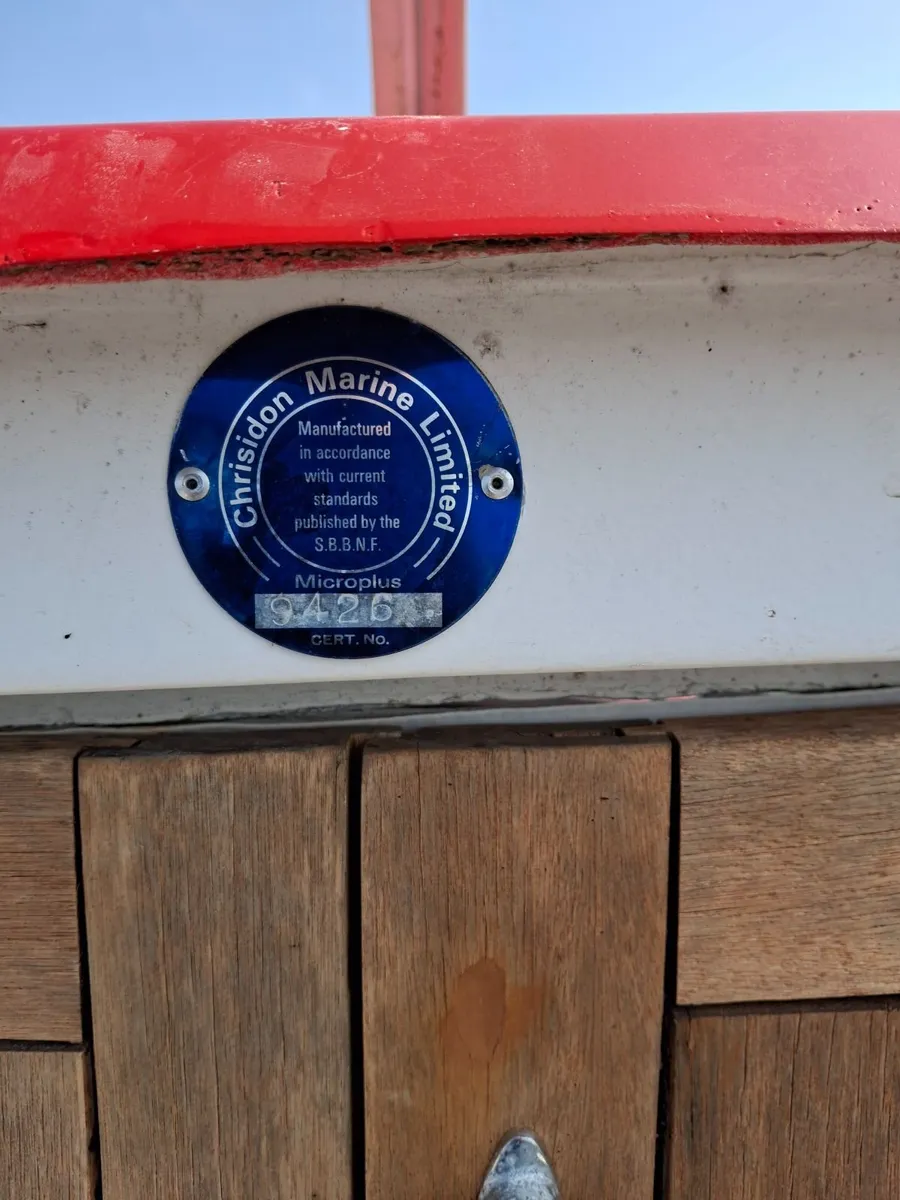 Chrisidon Marine Limited
Manufactured
in accordance
with current
standards
published by the
S.B.B.N.F.
Microplus
9426
CERT. No.